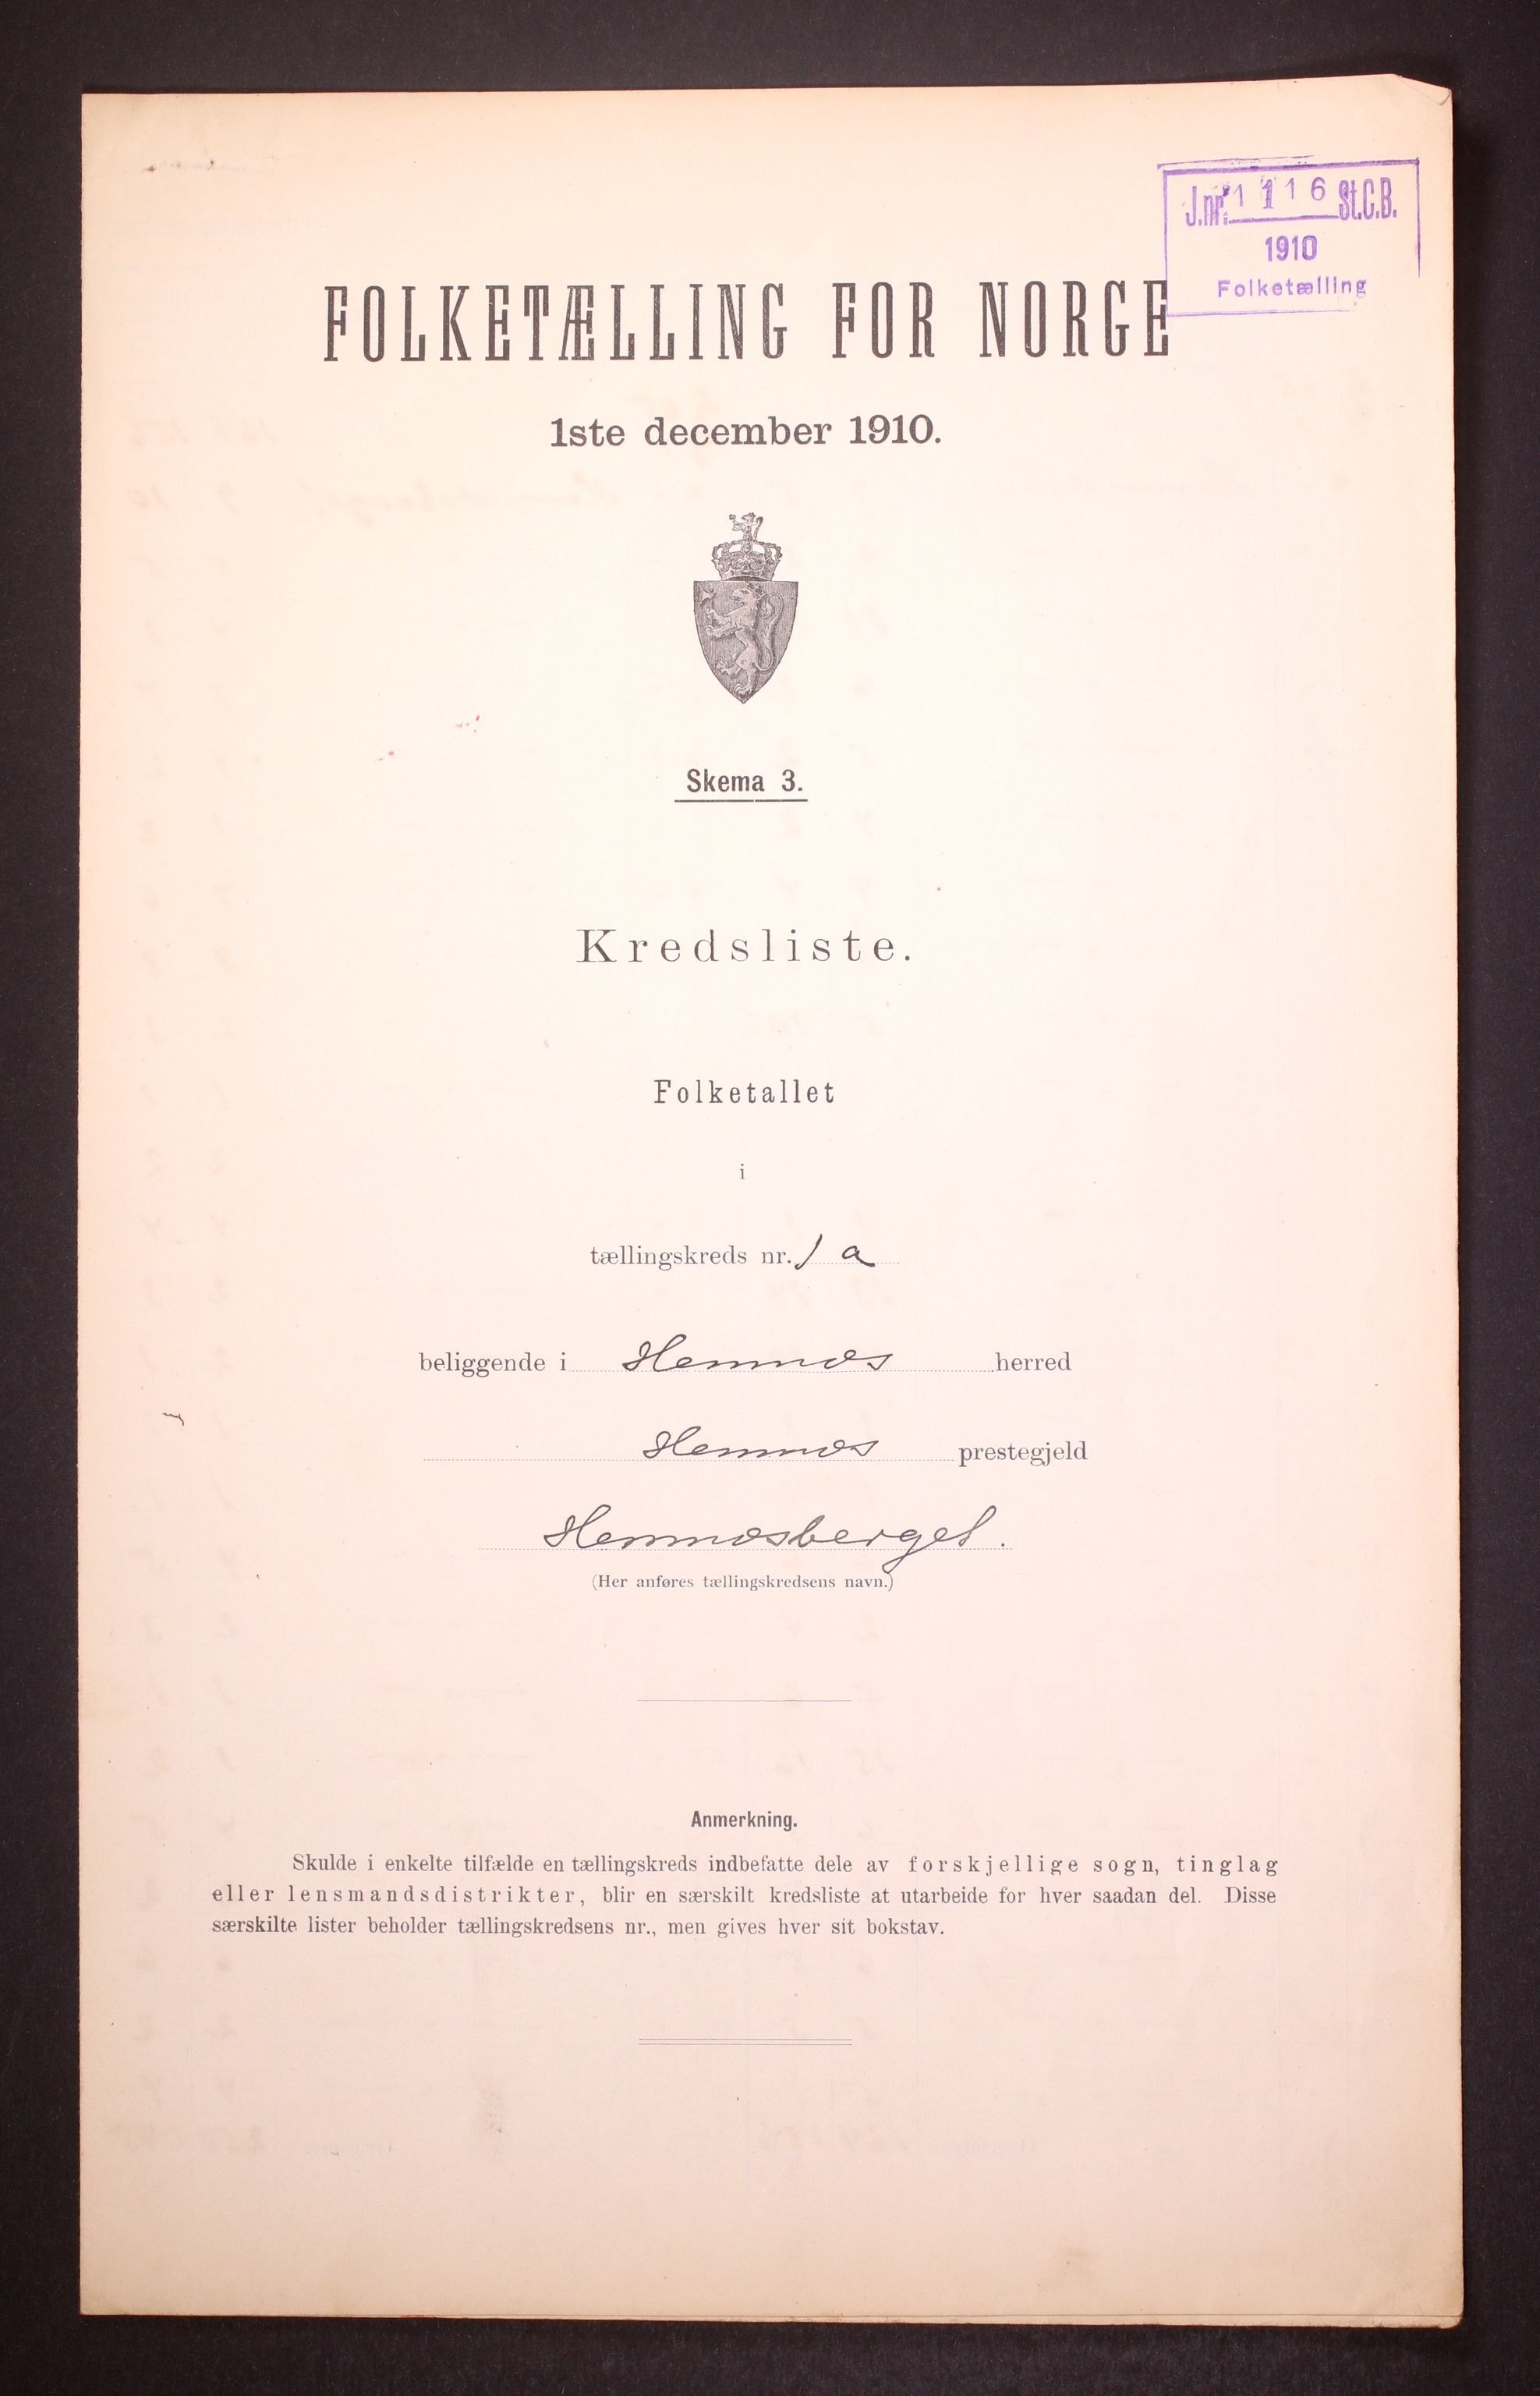 J.nr. 1116 St.C.B.
1910
Folketælling
FOLKETÆLLING FOR NORGE
1ste december 1910.
Skema 3.
Kredsliste.
Folketallet
i
tællingskreds nr. 1 a
beliggende i Hemnæs herred
Hemnæs prestegjeld
Hemnæsberget.
(Her anføres tællingskredsens navn.)
Anmerkning.
Skulde i enkelte tilfælde en tællingskreds indbefatte dele av forskjellige sogn, tinglag
eller lensmandsdistrikter, blir en særskilt kredsliste at utarbeide for hver saadan del. Disse
særskilte lister beholder tællingskredsens nr., men gives hver sit bokstav.